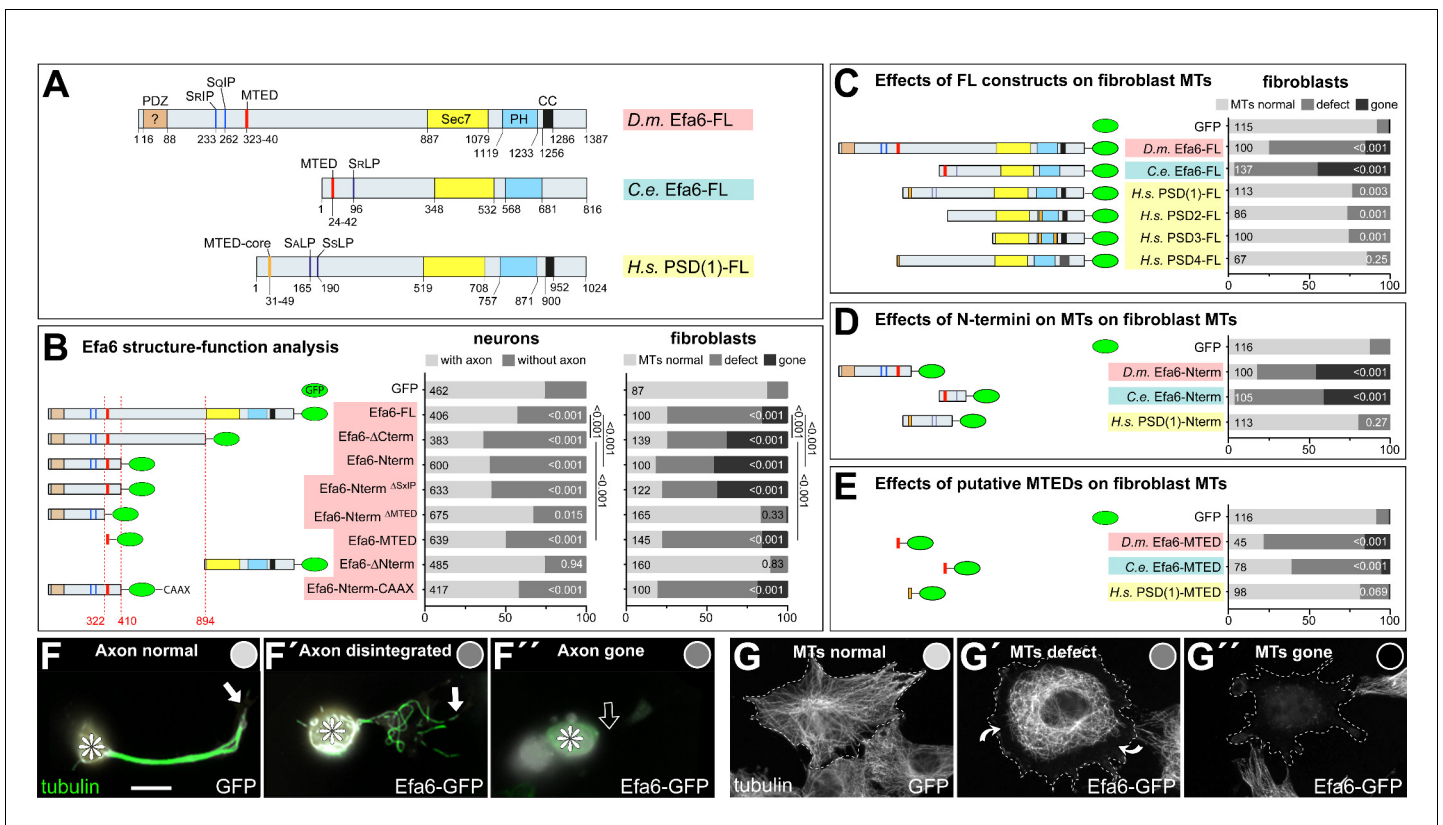 A
PDZ SRIP SQIP MTED CC
? Sec7 PH
D.m. Efa6-FL
1 16 88 233 262 323-40 887 1079 1119 1233 1256 1286 1387
MTED SRLP
C.e. Efa6-FL
1 24-42 96 348 532 568 681 816
MTED-core SALP SSLP
H.s. PSD(1)-FL
1 31-49 165 190 519 708 757 871 900 952 1024
B Efa6 structure-function analysis
neurons
with axon without axon
fibroblasts
MTs normal defect gone
GFP GFP 462 87
Efa6-FL 406 <0.001 100 <0.001
Efa6-ΔCterm 383 <0.001 139 <0.001
Efa6-Nterm 600 <0.001 100 <0.001
Efa6-Nterm ΔSxIP 633 <0.001 122 <0.001
Efa6-Nterm ΔMTED 675 0.015 165 0.33
Efa6-MTED 639 <0.001 145 <0.001
Efa6-ΔNterm 485 0.94 160 0.83
CAAX Efa6-Nterm-CAAX 417 <0.001 100 <0.001
<0.001 <0.001 <0.001
<0.001 <0.001 <0.001
322 410 894
0 50 100
0 50 100
C Effects of FL constructs on fibroblast MTs
fibroblasts
MTs normal defect gone
GFP 115
D.m. Efa6-FL 100 <0.001
C.e. Efa6-FL 137 <0.001
H.s. PSD(1)-FL 113 0.003
H.s. PSD2-FL 86 0.001
H.s. PSD3-FL 100 0.001
H.s. PSD4-FL 67 0.25
0 50 100
D Effects of N-termini on MTs on fibroblast MTs
GFP 116
D.m. Efa6-Nterm 100 <0.001
C.e. Efa6-Nterm 105 <0.001
H.s. PSD(1)-Nterm 113 0.27
0 50 100
E Effects of putative MTEDs on fibroblast MTs
GFP 116
D.m. Efa6-MTED 45 <0.001
C.e. Efa6-MTED 78 <0.001
H.s. PSD(1)-MTED 98 0.069
0 50 100
F Axon normal
tubulin GFP
F´ Axon disintegrated
Efa6-GFP
F´´ Axon gone
Efa6-GFP
G MTs normal
tubulin GFP
G´ MTs defect
Efa6-GFP
G´´ MTs gone
Efa6-GFP